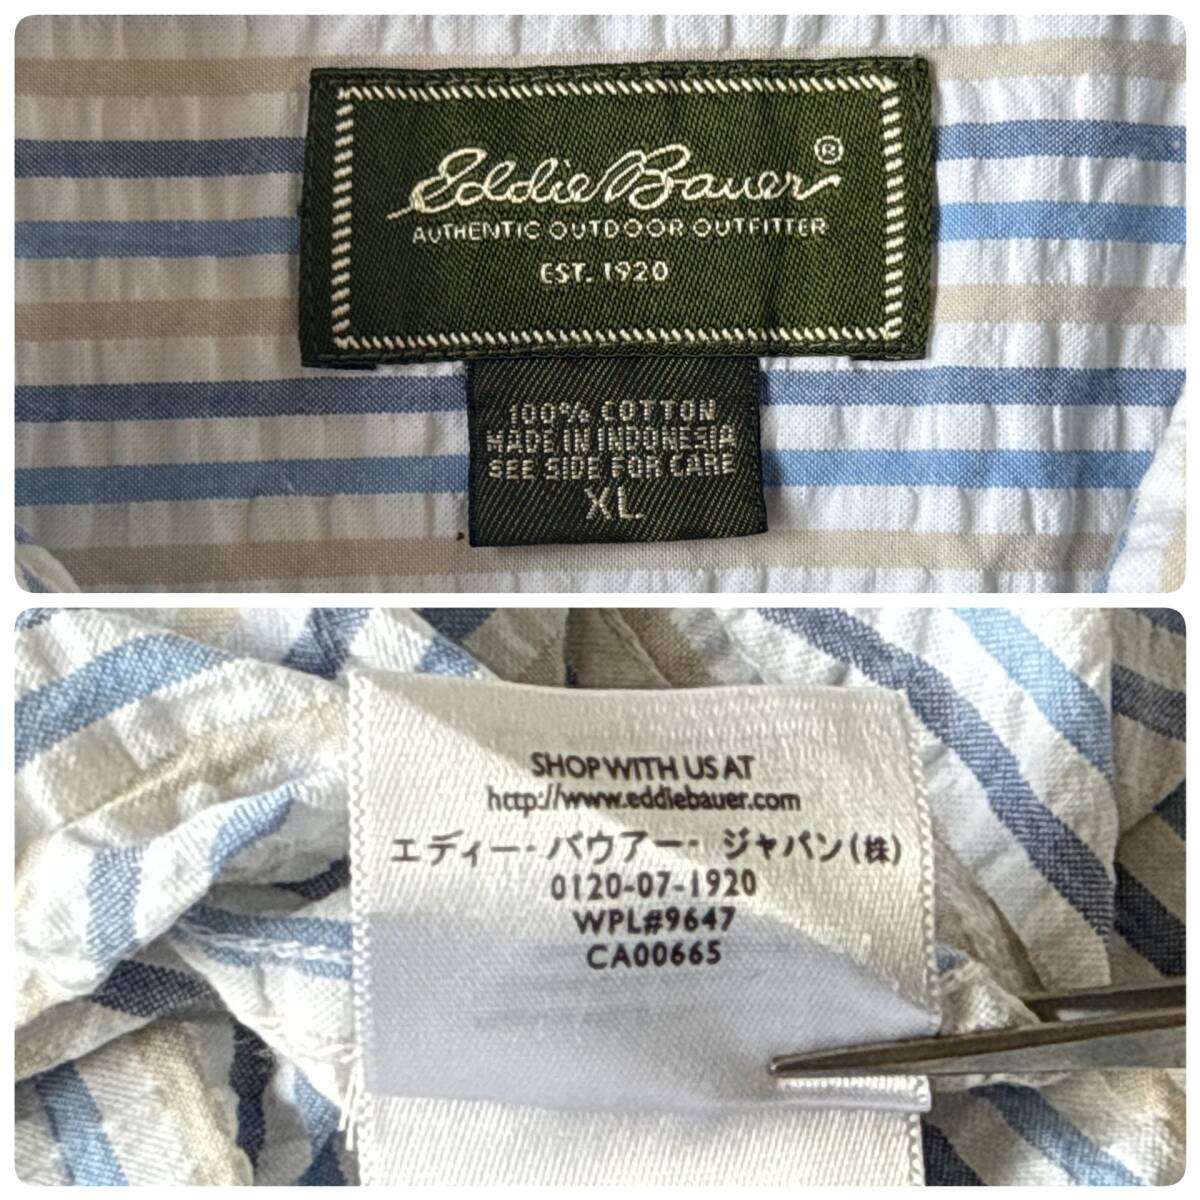 Eddie Bauer®
AUTHENTIC OUTDOOR OUTFITTER
EST. 1920
100% COTTON
MADE IN INDONESIA
SEE SIDE FOR CARE
XL
SHOP WITH US AT
http://www.eddiebauer.com
エディー・バウアー・ジャパン(株)
0120-07-1920
WPL#9647
CA00665